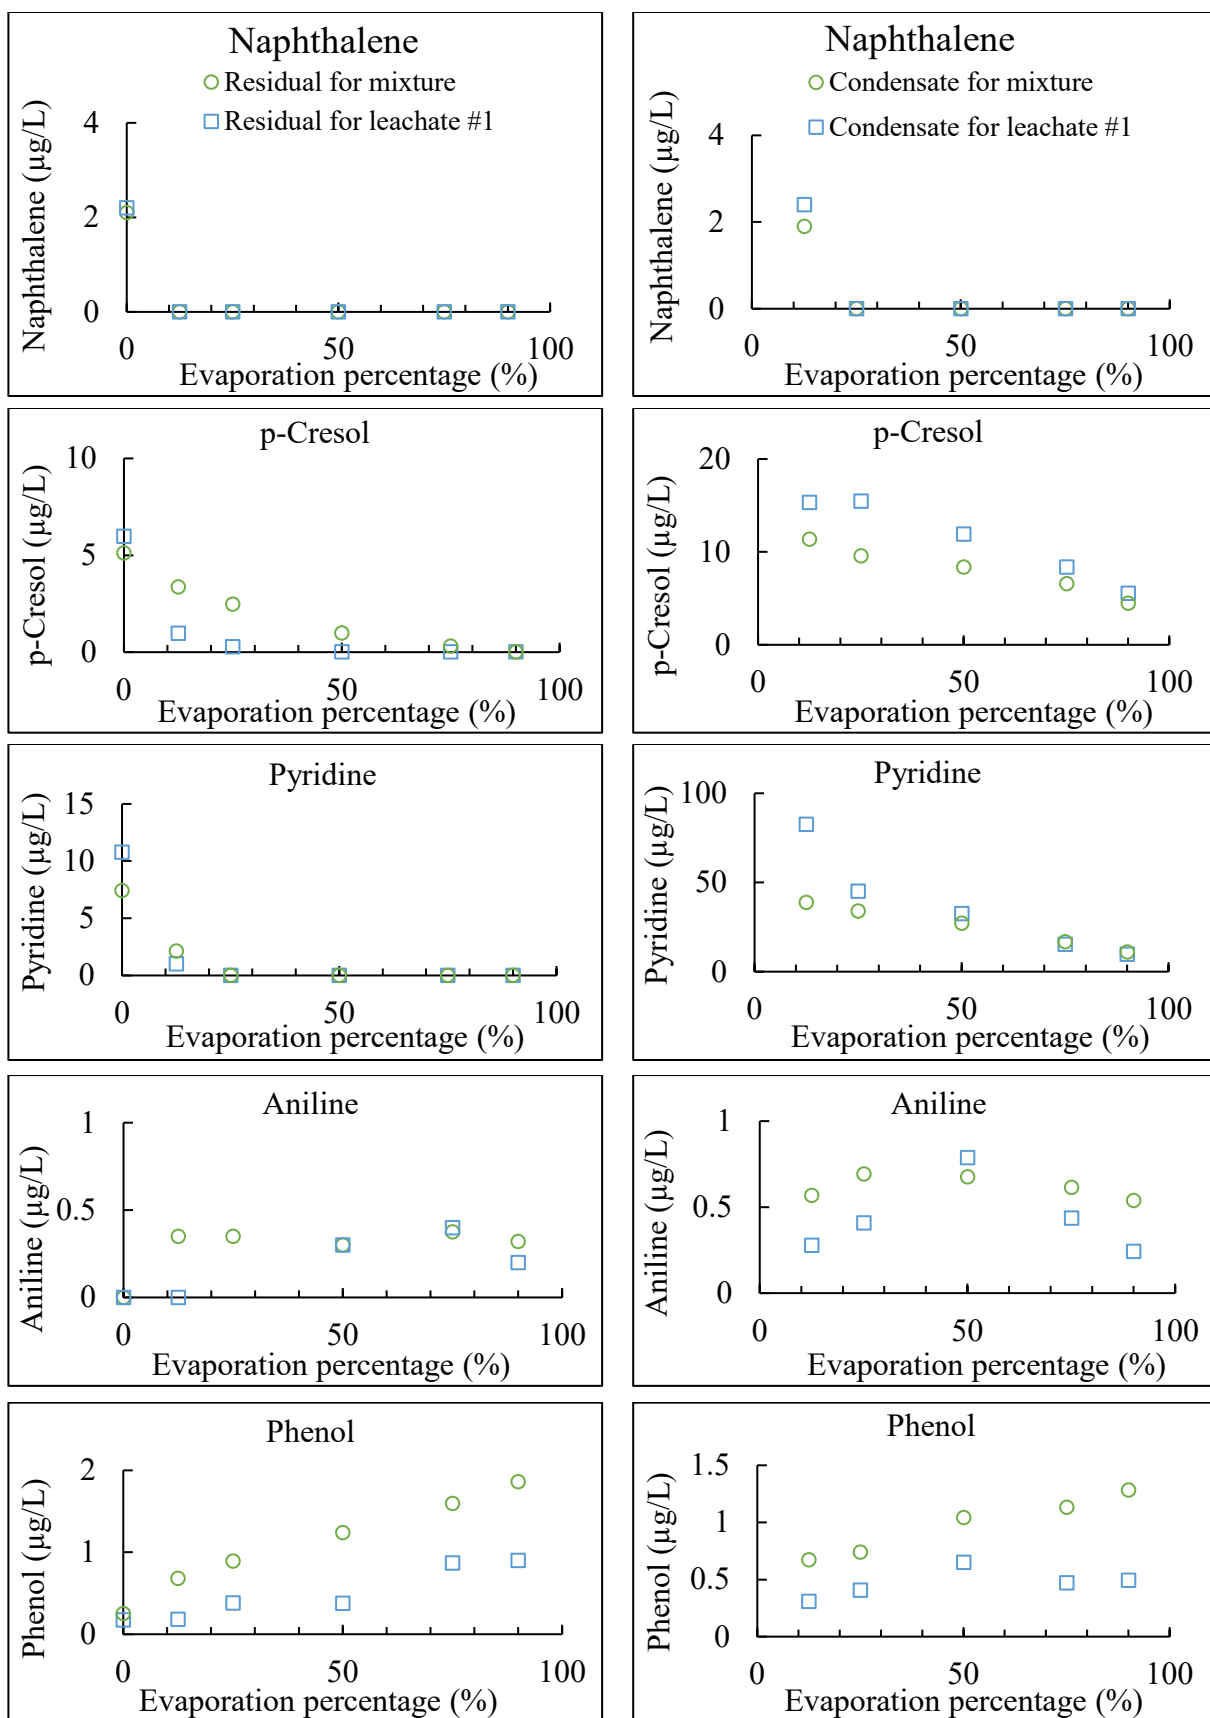 Naphthalene
Residual for mixture
Residual for leachate #1
Naphthalene (µg/L)
4
2
0
0
50
100
Evaporation percentage (%)
Naphthalene
Condensate for mixture
Condensate for leachate #1
Naphthalene (µg/L)
4
2
0
0
50
100
Evaporation percentage (%)
p-Cresol
p-Cresol (µg/L)
10
5
0
0
50
100
Evaporation percentage (%)
p-Cresol
p-Cresol (µg/L)
20
10
0
0
50
100
Evaporation percentage (%)
Pyridine
Pyridine (µg/L)
15
10
5
0
0
50
100
Evaporation percentage (%)
Pyridine
Pyridine (µg/L)
100
50
0
0
50
100
Evaporation percentage (%)
Aniline
Aniline (µg/L)
1
0.5
0
0
50
100
Evaporation percentage (%)
Aniline
Aniline (µg/L)
1
0.5
0
0
50
100
Evaporation percentage (%)
Phenol
Phenol (µg/L)
2
1
0
0
50
100
Evaporation percentage (%)
Phenol
Phenol (µg/L)
1.5
1
0.5
0
0
50
100
Evaporation percentage (%)